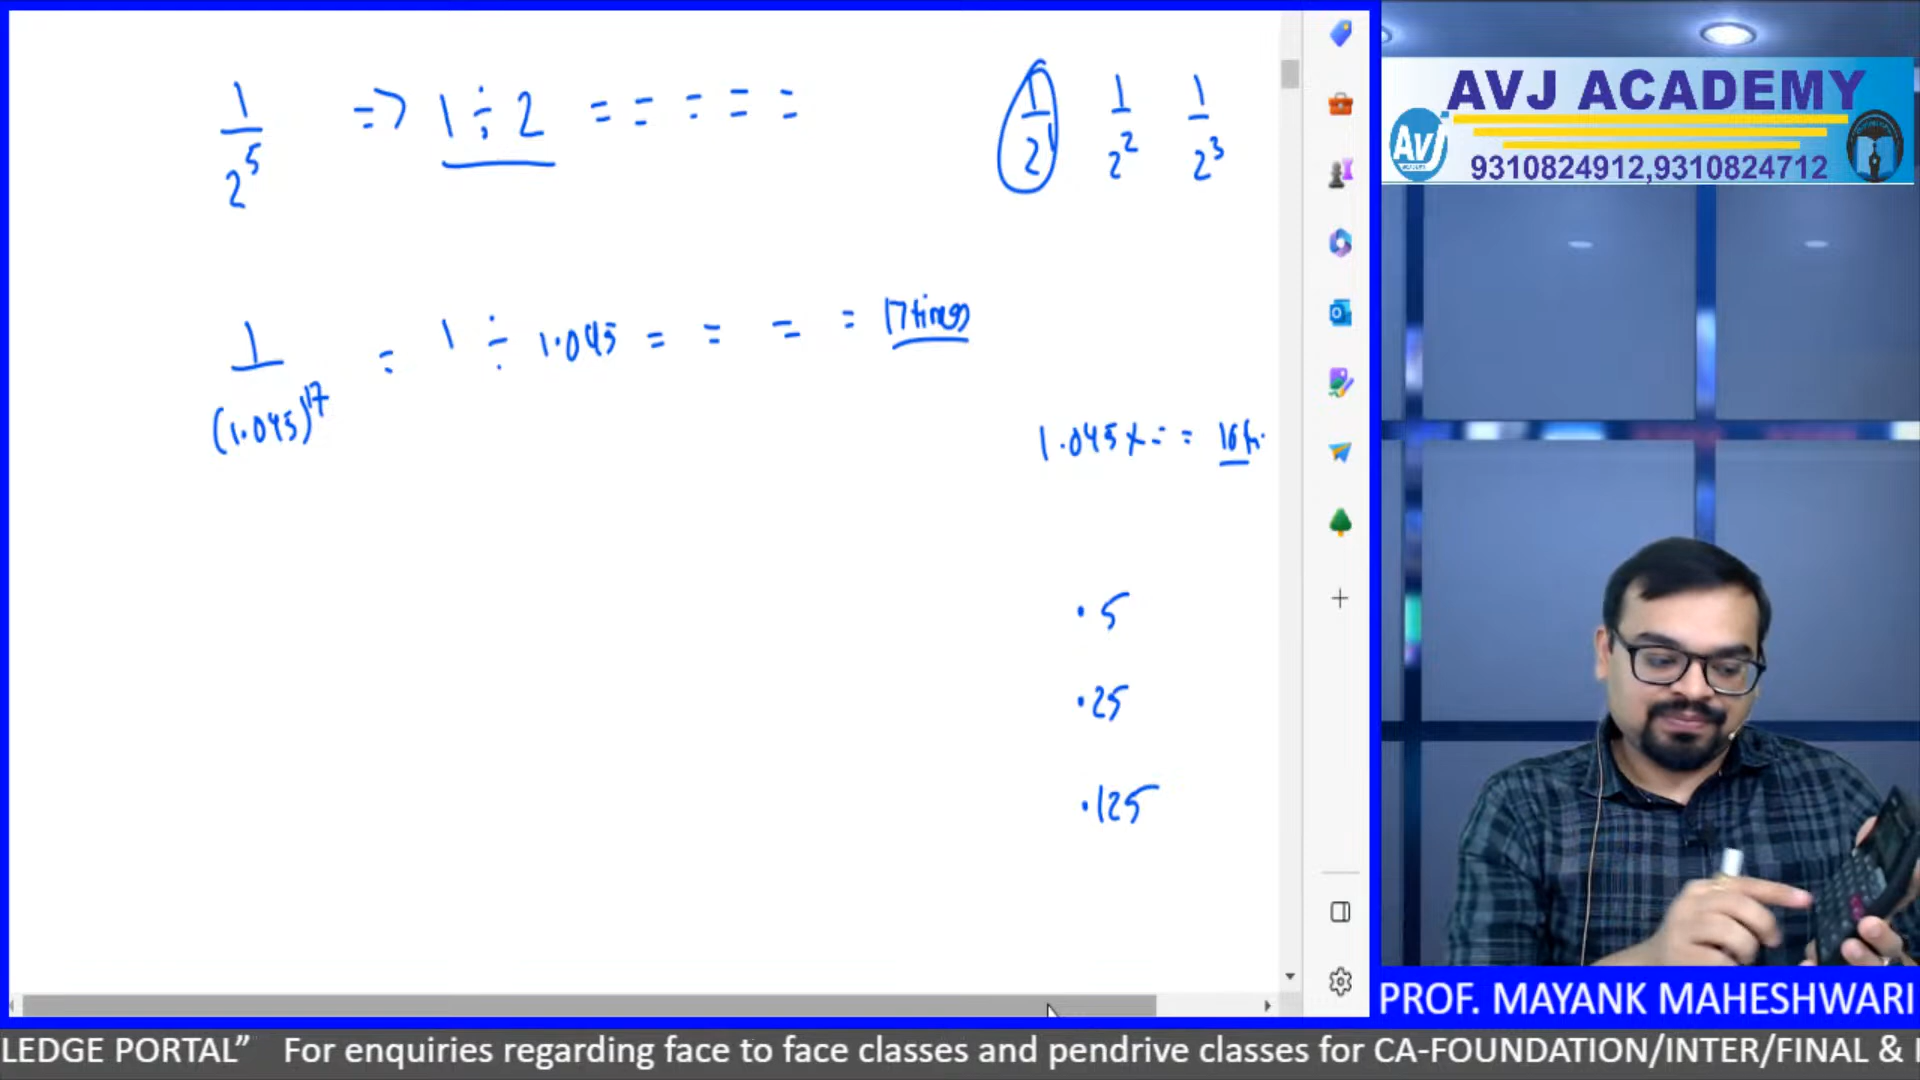 1/2^5 => 1 ÷ 2 = = = = =
1/2^1 1/2^2 1/2^3
1/(1.045)^17 = 1 ÷ 1.045 = = = = 17 times
1.045 × = = 16
.5
.25
.125
AVJ ACADEMY
AVJ
9310824912,9310824712
PROF. MAYANK MAHESHWARI
LEDGE PORTAL” For enquiries regarding face to face classes and pendrive classes for CA-FOUNDATION/INTER/FINAL &